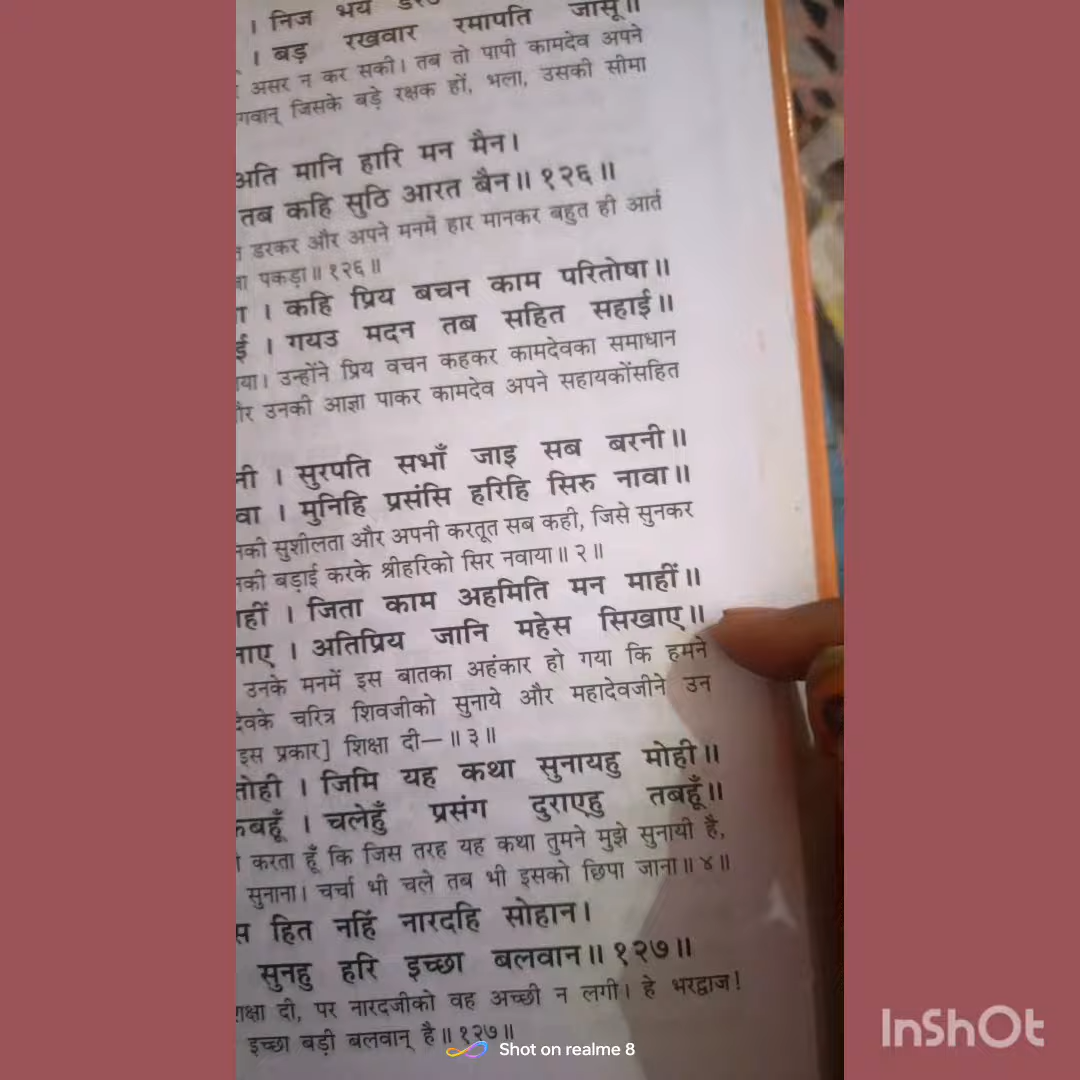 । निज भय
। बड़ रखवार रमापति जासू॥
असर न कर सकी। तब तो पापी कामदेव अपने
गवान् जिसके बड़े रक्षक हों, भला, उसकी सीमा
अति मानि हारि मन मैन।
तब कहि सुठि आरत बैन॥१२६॥
डरकर और अपने मनमें हार मानकर बहुत ही आर्त
पकड़ा॥१२६॥
। कहि प्रिय बचन काम परितोषा॥
ई । गयउ मदन तब सहित सहाई॥
या। उन्होंने प्रिय वचन कहकर कामदेवका समाधान
उनकी आज्ञा पाकर कामदेव अपने सहायकोंसहित
नी । सुरपति सभाँ जाइ सब बरनी॥
वा । मुनिहि प्रसंसि हरिहि सिरु नावा॥
नकी सुशीलता और अपनी करतूत सब कही, जिसे सुनकर
नकी बड़ाई करके श्रीहरिको सिर नवाया॥२॥
हीं । जिता काम अहमिति मन माहीं॥
नाए । अतिप्रिय जानि महेस सिखाए॥
उनके मनमें इस बातका अहंकार हो गया कि हमने
देवके चरित्र शिवजीको सुनाये और महादेवजीने उन
इस प्रकार] शिक्षा दी—॥३॥
तोही । जिमि यह कथा सुनायहु मोही॥
कबहूँ । चलेहुँ प्रसंग दुराएहु तबहूँ॥
करता हूँ कि जिस तरह यह कथा तुमने मुझे सुनायी है,
सुनाना। चर्चा भी चले तब भी इसको छिपा जाना॥४॥
स हित नहिं नारदहि सोहान।
सुनहु हरि इच्छा बलवान॥१२७॥
क्षा दी, पर नारदजीको वह अच्छी न लगी। हे भरद्वाज!
इच्छा बड़ी बलवान् है॥१२७॥
Shot on realme 8
InShOt